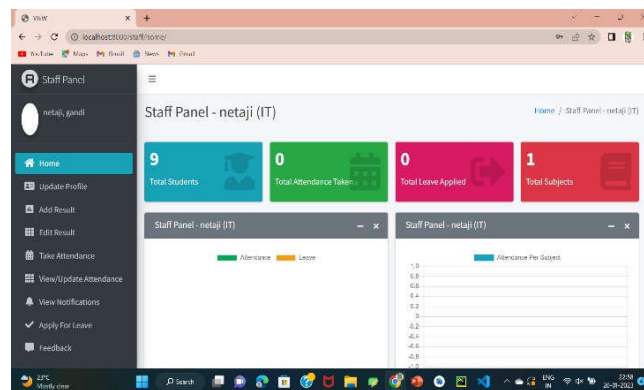 View
localhost:8000/staff/home/
YouTube Maps Gmail News Gmail
Staff Panel
netaji, gandi
Home
Update Profile
Add Result
Edit Result
Take Attendance
View/Update Attendance
View Notifications
Apply For Leave
Feedback
Staff Panel - netaji (IT)
Home / Staff Panel - netaji (IT)
9
Total Students
0
Total Attendance Taken
0
Total Leave Applied
1
Total Subjects
Staff Panel - netaji (IT)
Attendance Leave
Staff Panel - netaji (IT)
Attendance Per Subject
1.0
0.8
0.6
0.4
0.2
0
-0.2
-0.4
-0.6
-0.8
-1.0
23°C
Mostly clear
Search
ENG
IN
22:58
20-01-2023